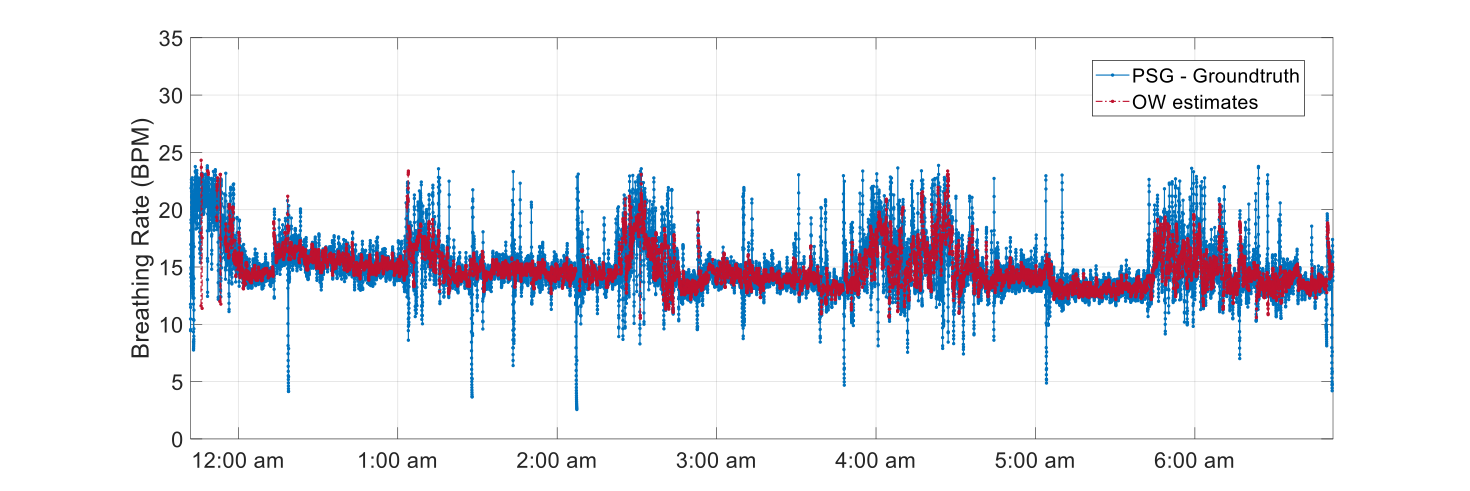 35
30
25
20
15
10
5
0
Breathing Rate (BPM)
PSG - Groundtruth
OW estimates
12:00 am
1:00 am
2:00 am
3:00 am
4:00 am
5:00 am
6:00 am